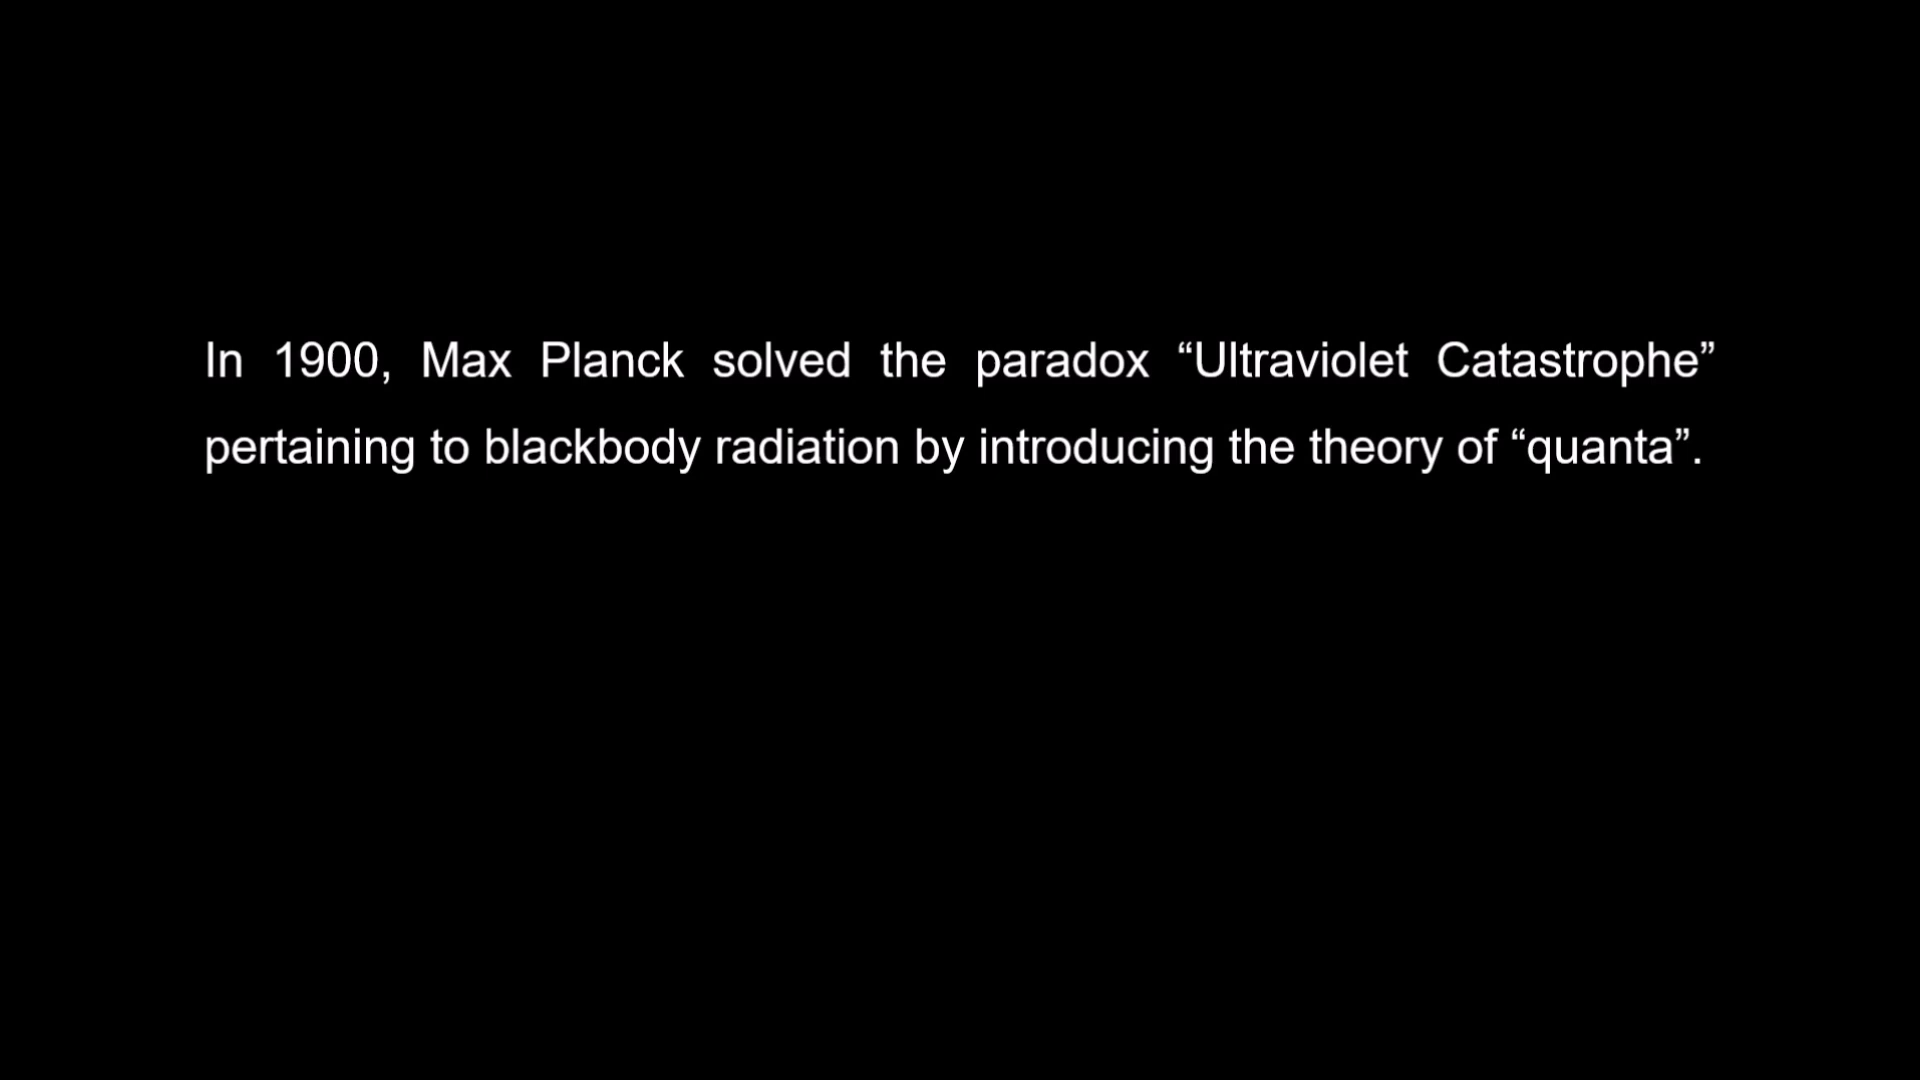 In 1900, Max Planck solved the paradox “Ultraviolet Catastrophe”
pertaining to blackbody radiation by introducing the theory of “quanta”.